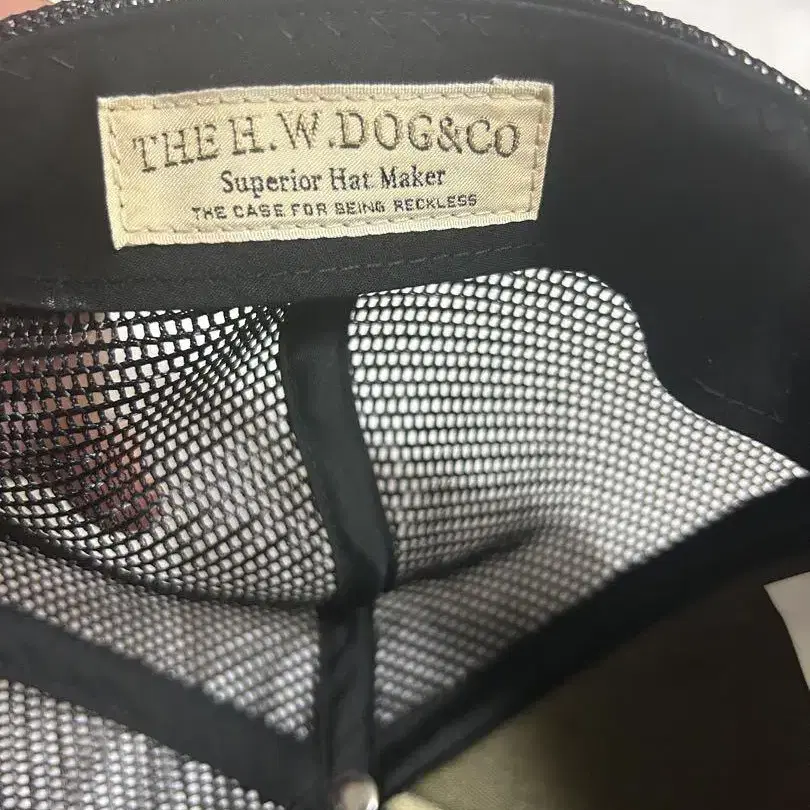 THE H.W.DOG&CO
Superior Hat Maker
THE CASE FOR BEING RECKLESS